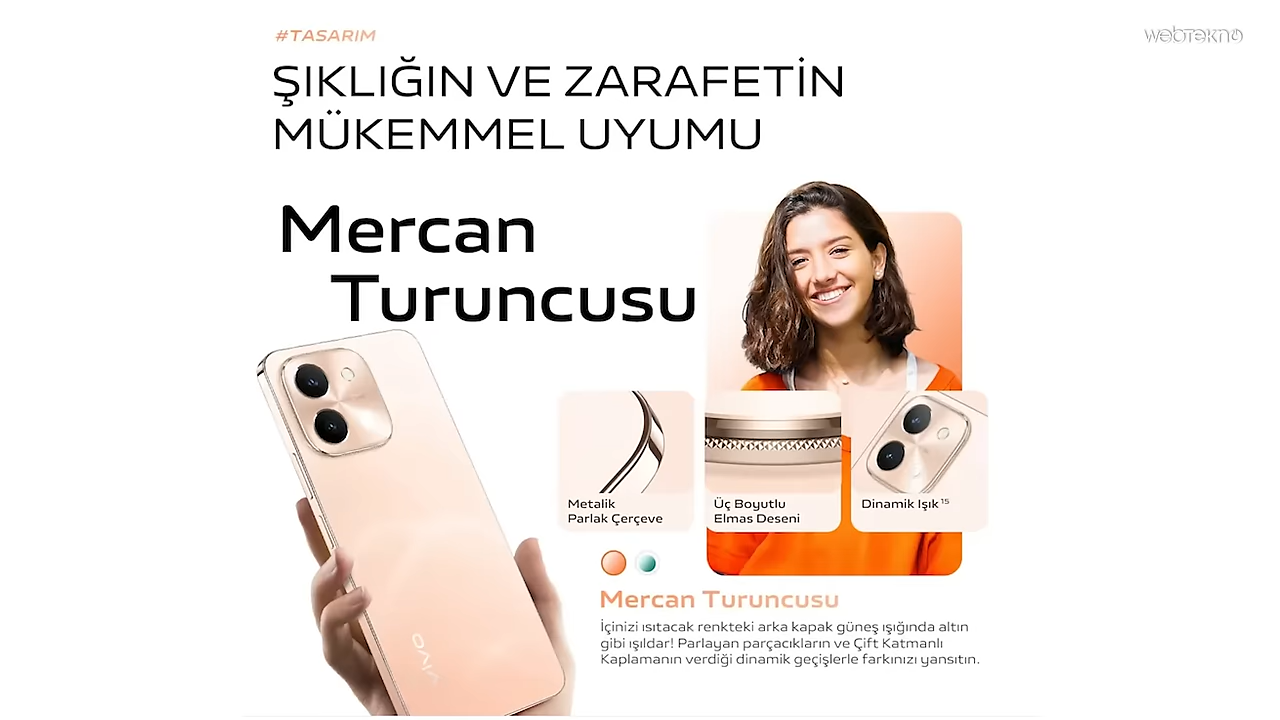 #TASARIM
webtekno
ŞIKLIĞIN VE ZARAFETİN
MÜKEMMEL UYUMU
Mercan
Turuncusu
Metalik
Parlak Çerçeve
Üç Boyutlu
Elmas Deseni
Dinamik Işık¹⁵
vivo
Mercan Turuncusu
İçinizi ısıtacak renkteki arka kapak güneş ışığında altın
gibi ışıldar! Parlayan parçacıkların ve Çift Katmanlı
Kaplamanın verdiği dinamik geçişlerle farkınızı yansıtın.